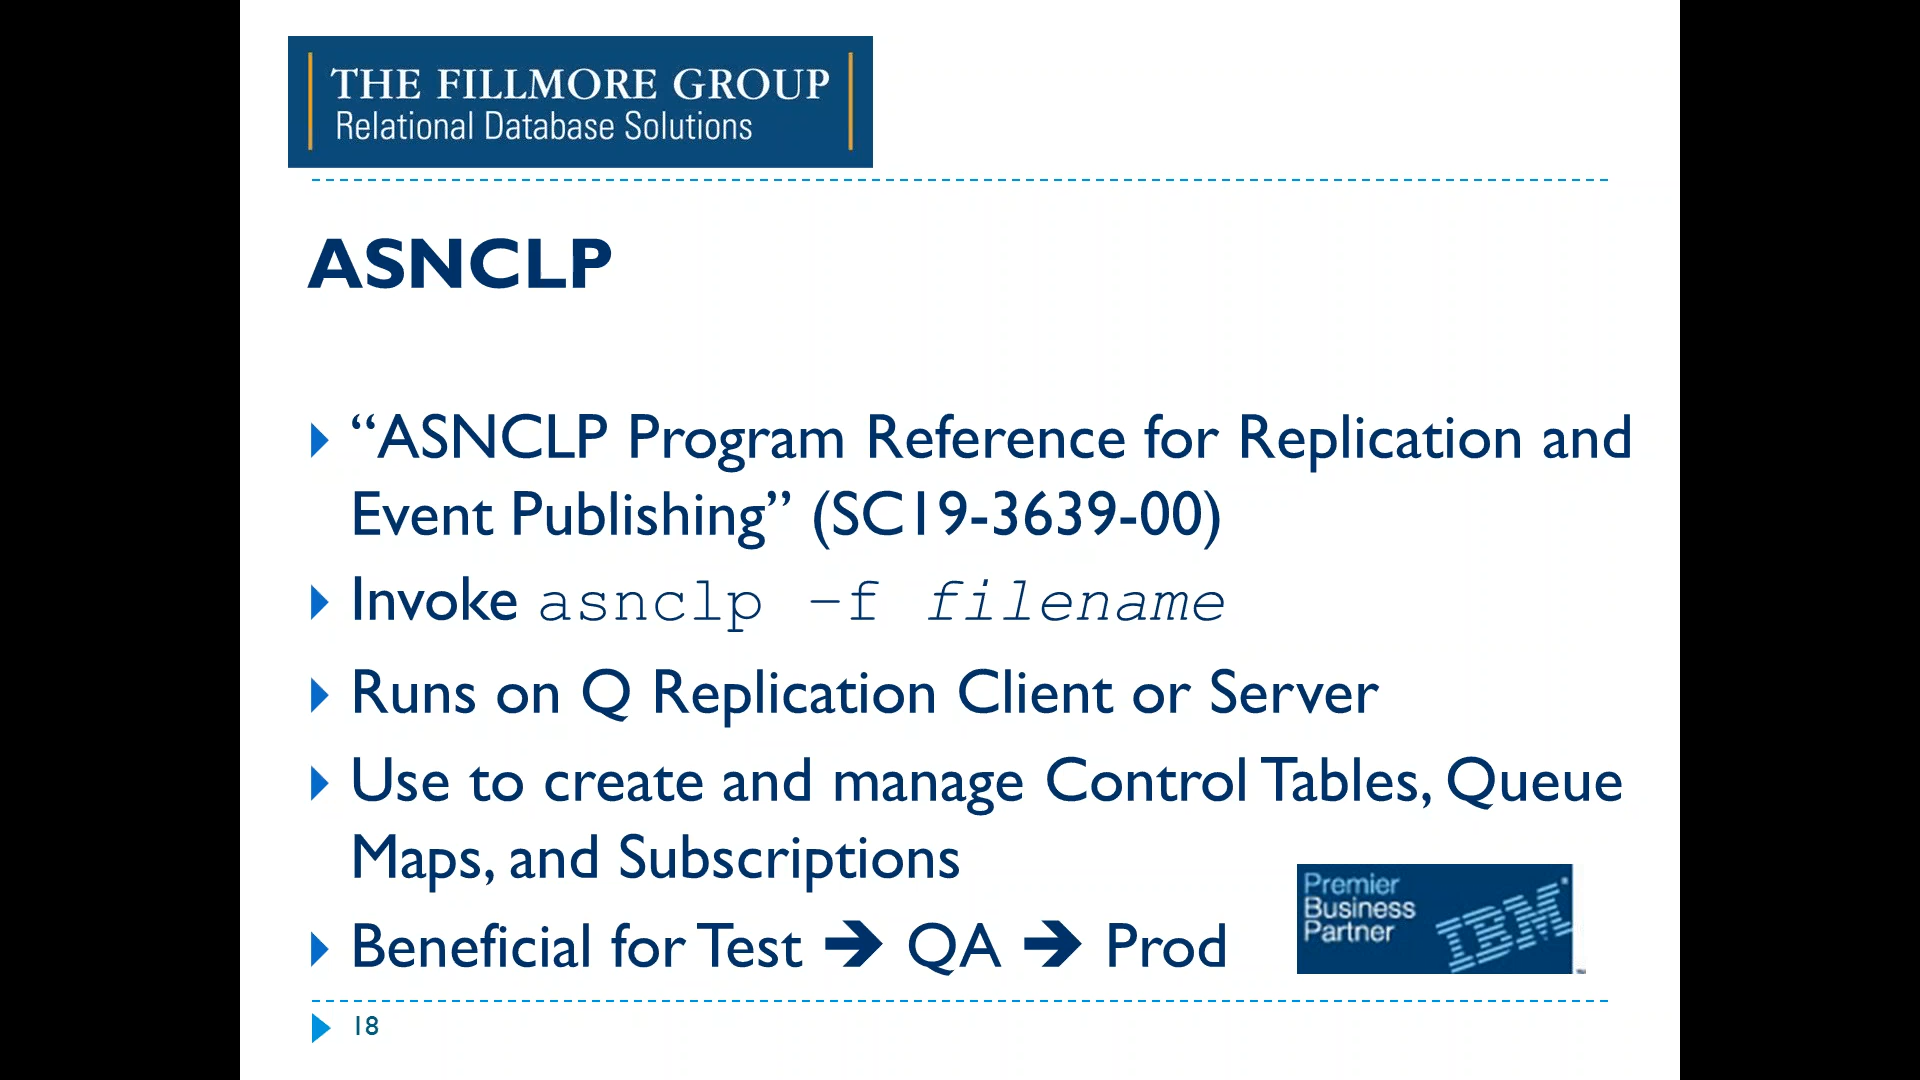 THE FILLMORE GROUP
Relational Database Solutions
ASNCLP
“ASNCLP Program Reference for Replication and
Event Publishing” (SC19-3639-00)
Invoke asnclp –f filename
Runs on Q Replication Client or Server
Use to create and manage Control Tables, Queue
Maps, and Subscriptions
Beneficial for Test → QA → Prod
Premier
Business
Partner
IBM
18